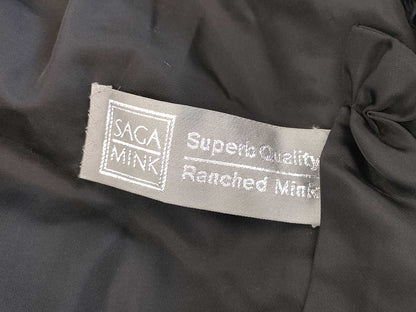 SAGA
MINK
Superb Quality
Ranched Mink